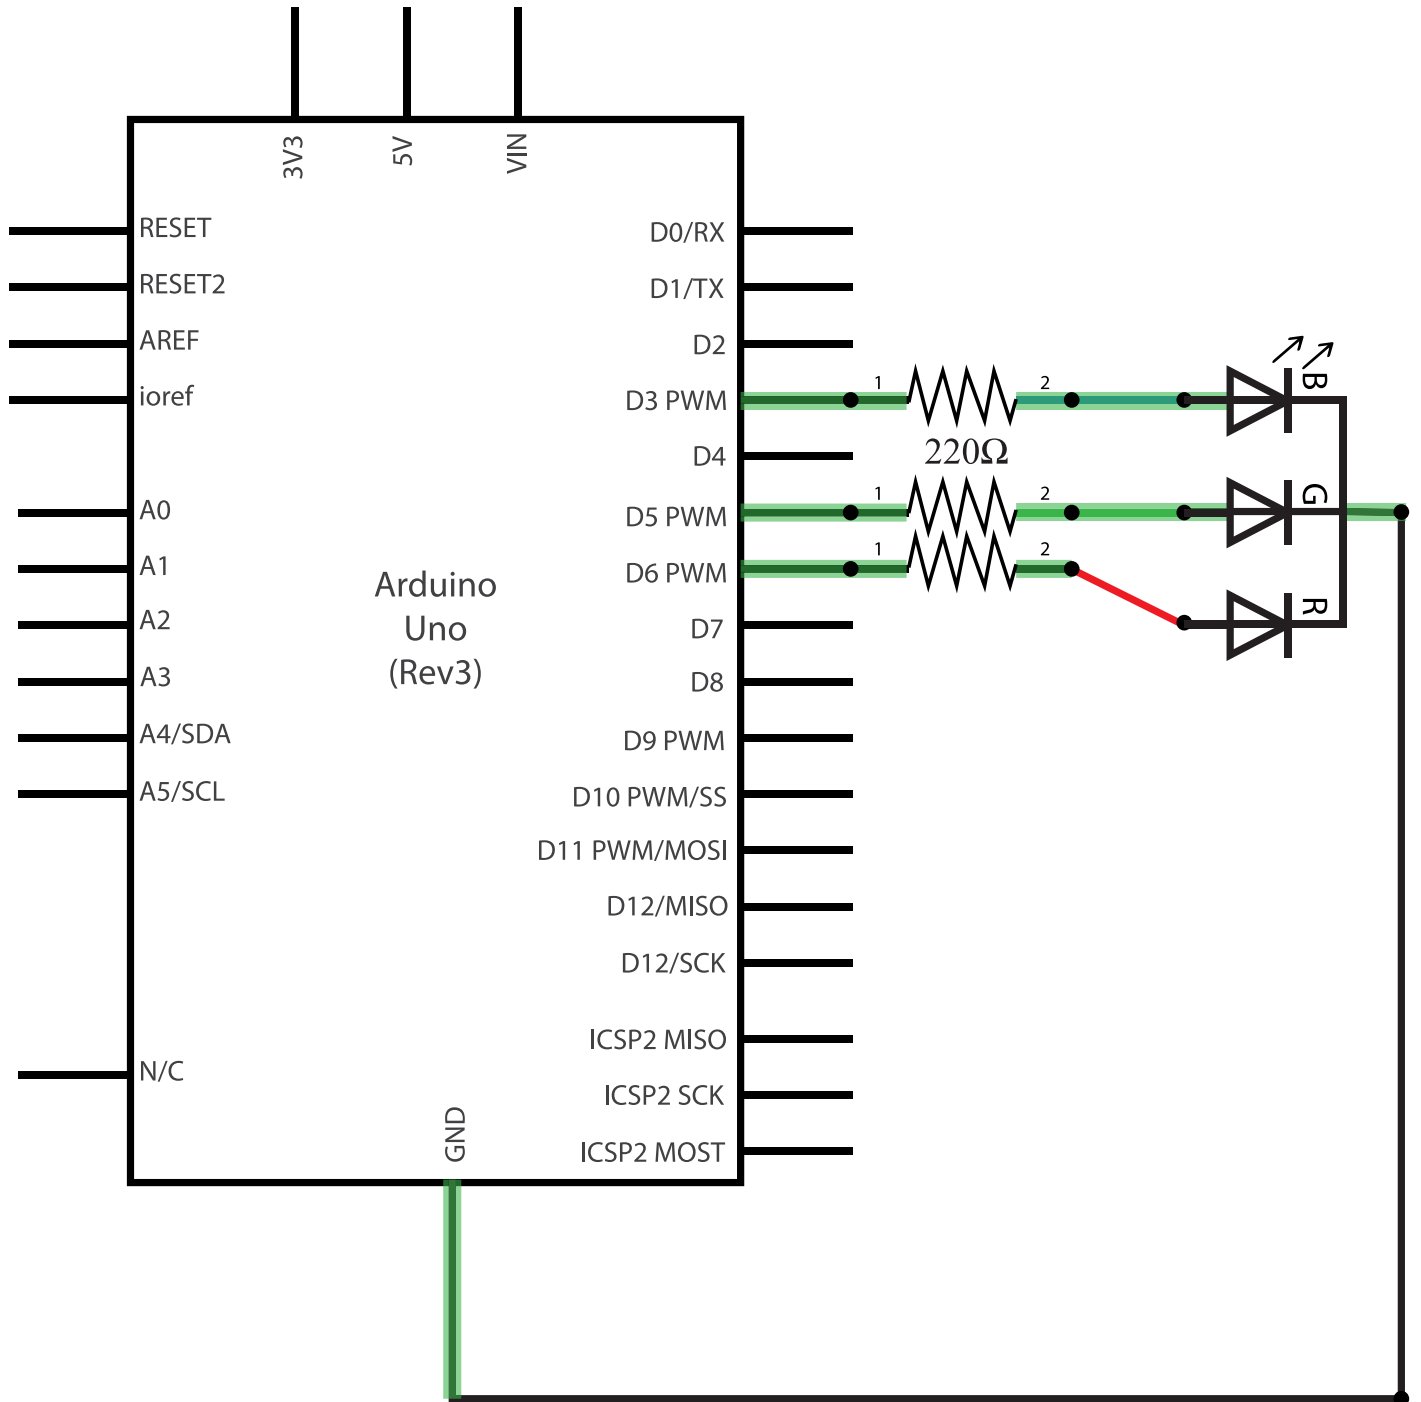 3V3
5V
VIN
RESET
RESET2
AREF
ioref
A0
A1
A2
A3
A4/SDA
A5/SCL
N/C
Arduino
Uno
(Rev3)
GND
D0/RX
D1/TX
D2
D3 PWM
D4
D5 PWM
D6 PWM
D7
D8
D9 PWM
D10 PWM/SS
D11 PWM/MOSI
D12/MISO
D12/SCK
ICSP2 MISO
ICSP2 SCK
ICSP2 MOST
1
2
220Ω
1
2
1
2
B
G
R